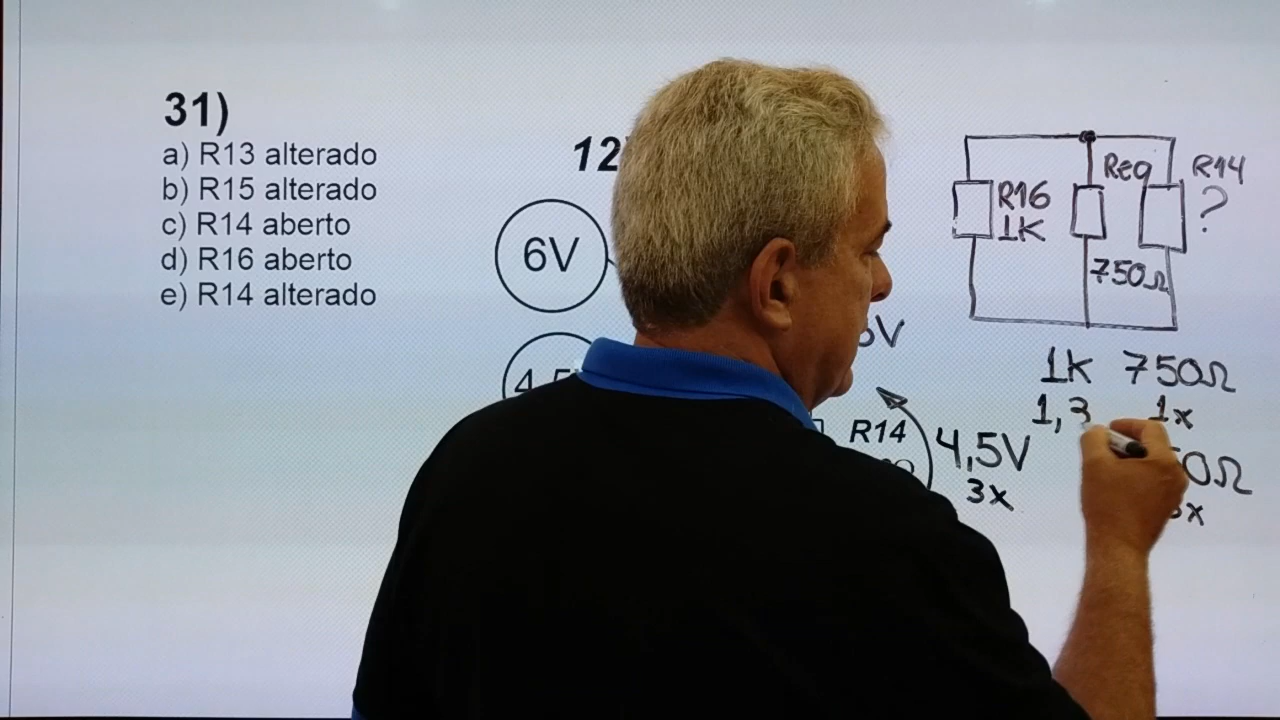 31)
a) R13 alterado
b) R15 alterado
c) R14 aberto
d) R16 aberto
e) R14 alterado
12
6V
R14
4,5V
3x
R16
1K
Req
750Ω
R14
?
1K 750Ω
1,3 1x